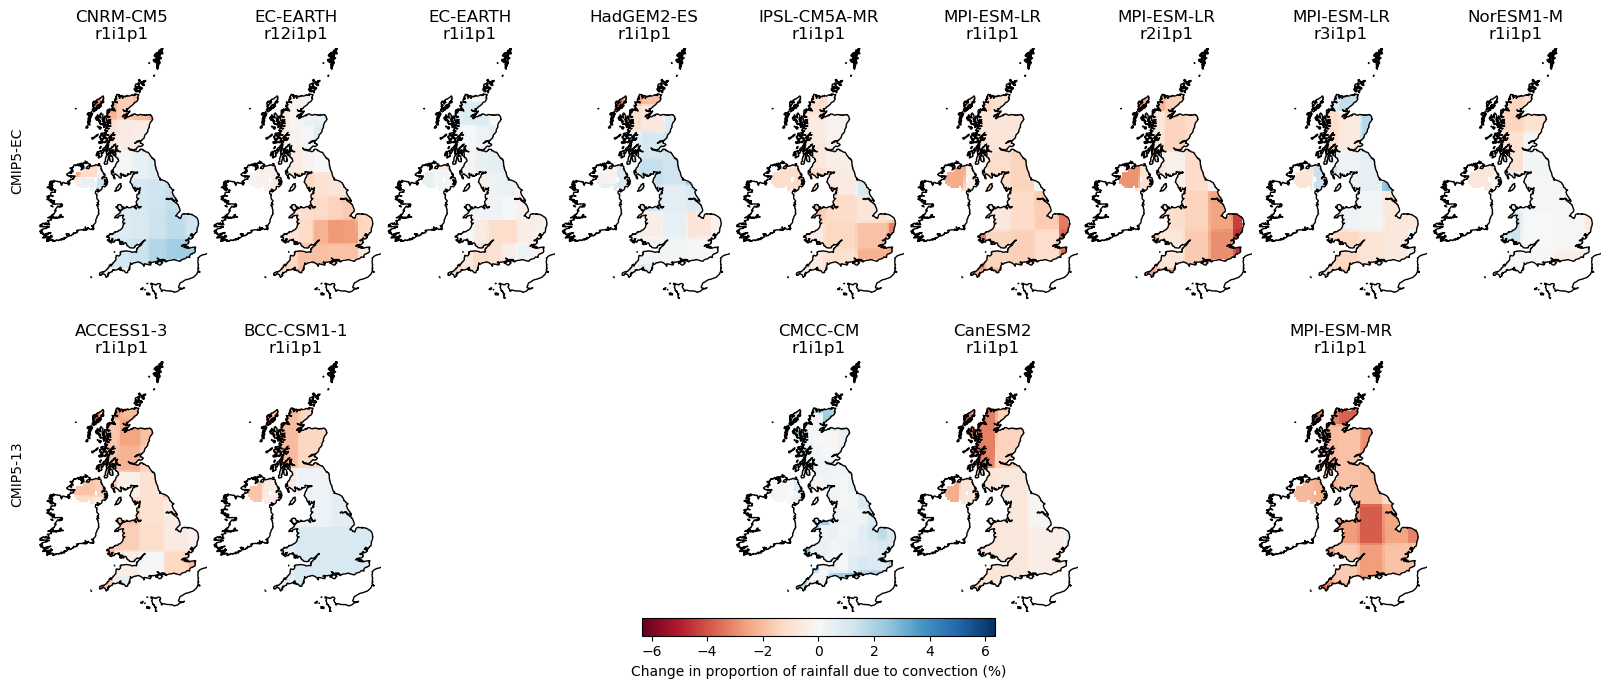 CNRM-CM5
r1i1p1
EC-EARTH
r12i1p1
EC-EARTH
r1i1p1
HadGEM2-ES
r1i1p1
IPSL-CM5A-MR
r1i1p1
MPI-ESM-LR
r1i1p1
MPI-ESM-LR
r2i1p1
MPI-ESM-LR
r3i1p1
NorESM1-M
r1i1p1
CMIP5-EC
ACCESS1-3
r1i1p1
BCC-CSM1-1
r1i1p1
CMCC-CM
r1i1p1
CanESM2
r1i1p1
MPI-ESM-MR
r1i1p1
CMIP5-13
−6 −4 −2 0 2 4 6
Change in proportion of rainfall due to convection (%)